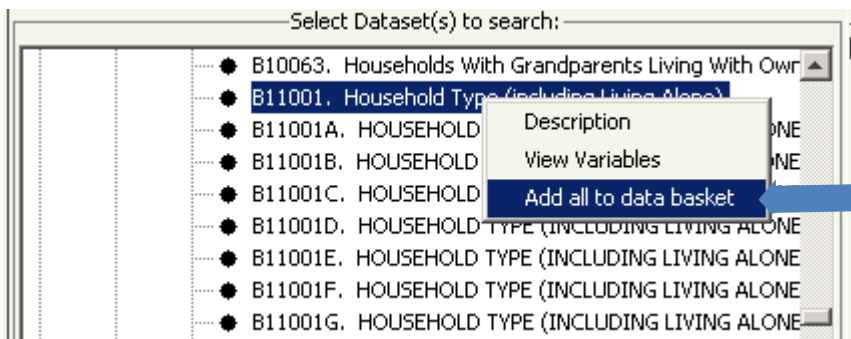 Select Dataset(s) to search:
B10063. Households With Grandparents Living With Own
B11001. Household Type (including Living Alone)
B11001A. HOUSEHOLD ONE
Description
B11001B. HOUSEHOLD ONE
View Variables
B11001C. HOUSEHOLD
Add all to data basket
B11001D. HOUSEHOLD TYPE (INCLUDING LIVING ALONE
B11001E. HOUSEHOLD TYPE (INCLUDING LIVING ALONE
B11001F. HOUSEHOLD TYPE (INCLUDING LIVING ALONE
B11001G. HOUSEHOLD TYPE (INCLUDING LIVING ALONE